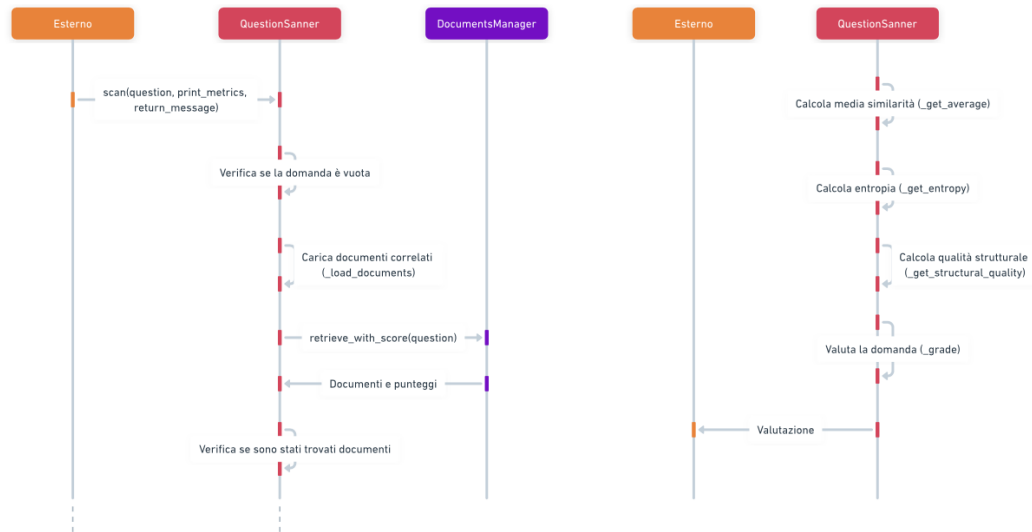 Esterno
QuestionSanner
DocumentsManager
scan(question, print_metrics,
return_message)
Verifica se la domanda è vuota
Carica documenti correlati
(_load_documents)
retrieve_with_score(question)
Documenti e punteggi
Verifica se sono stati trovati documenti
Esterno
QuestionSanner
Calcola media similarità (_get_average)
Calcola entropia (_get_entropy)
Calcola qualità strutturale
(_get_structural_quality)
Valuta la domanda (_grade)
Valutazione